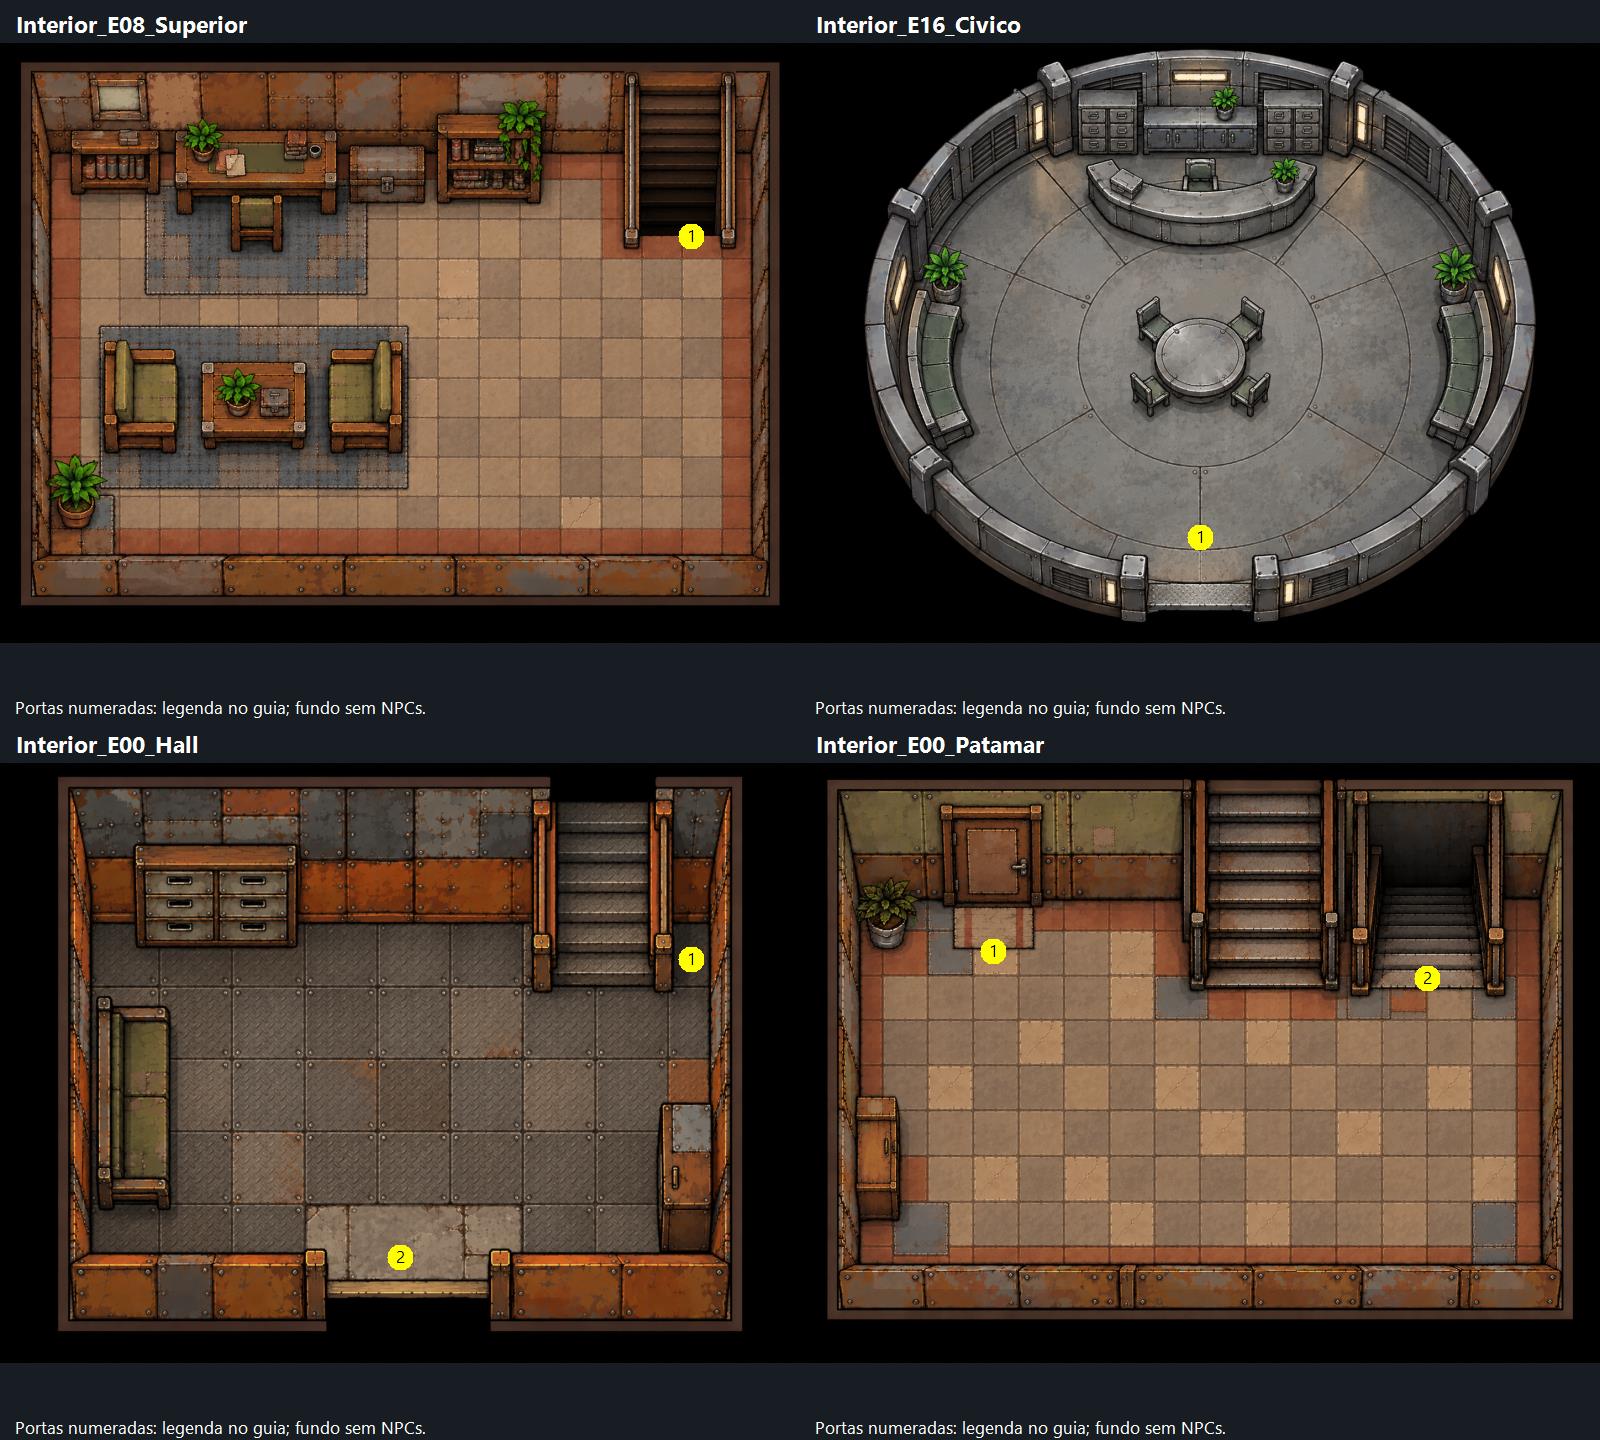 Interior_E08_Superior
1
Portas numeradas: legenda no guia; fundo sem NPCs.
Interior_E16_Civico
1
Portas numeradas: legenda no guia; fundo sem NPCs.
Interior_E00_Hall
1
2
Portas numeradas: legenda no guia; fundo sem NPCs.
Interior_E00_Patamar
1
2
Portas numeradas: legenda no guia; fundo sem NPCs.